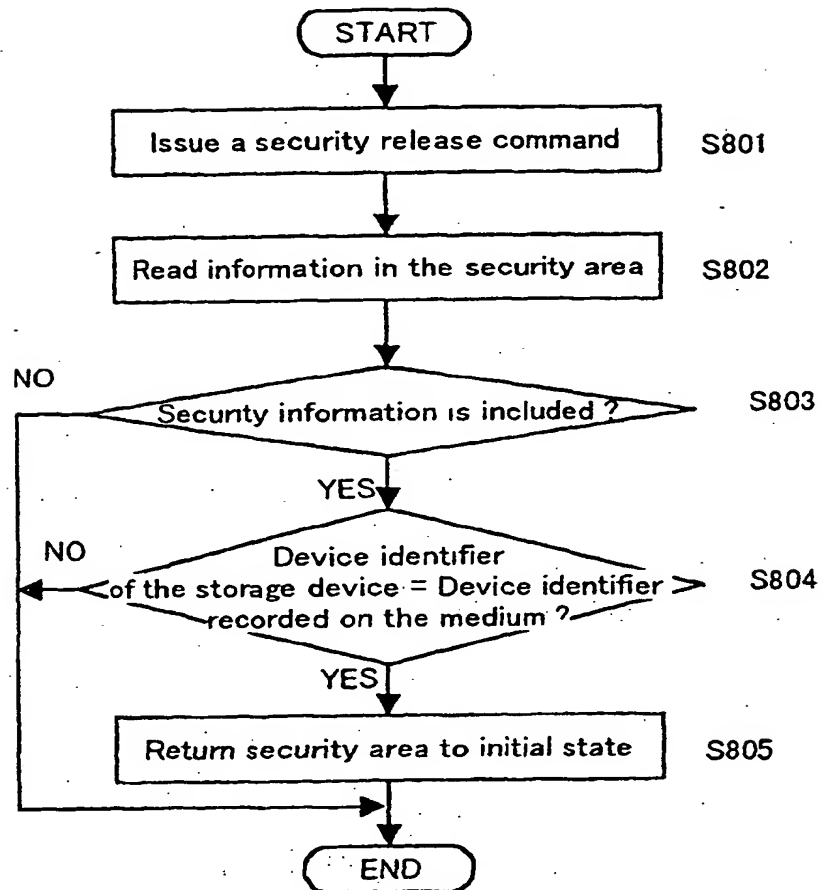 START
Issue a security release command S801
Read information in the security area S802
NO
Security information is included ? S803
YES
NO
Device identifier
of the storage device = Device identifier S804
recorded on the medium ?
YES
Return security area to initial state S805
END